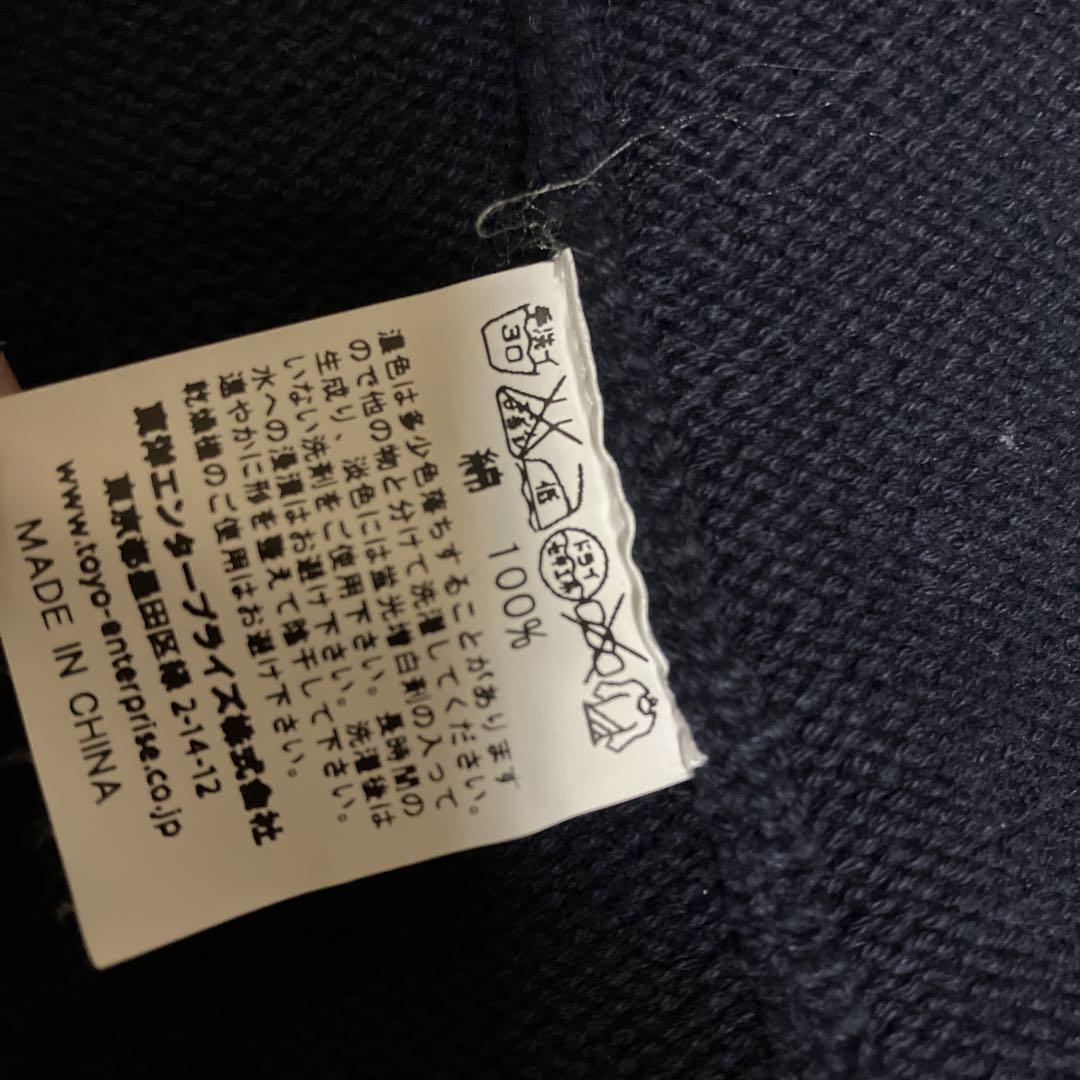 手洗イ
30
低
ドライ
綿 100%
濃色は多少色落ちすることがあります
ので他の物と分けて洗濯してください。
生成り、淡色には蛍光増白剤の入って
いない洗剤をご使用下さい。長時間の
水への浸漬はお避け下さい。洗濯後は
速やかに形を整えて陰干して下さい。
乾燥機のご使用はお避け下さい。
東洋エンタープライズ株式会社
東京都墨田区緑 2-14-12
www.toyo-enterprise.co.jp
MADE IN CHINA